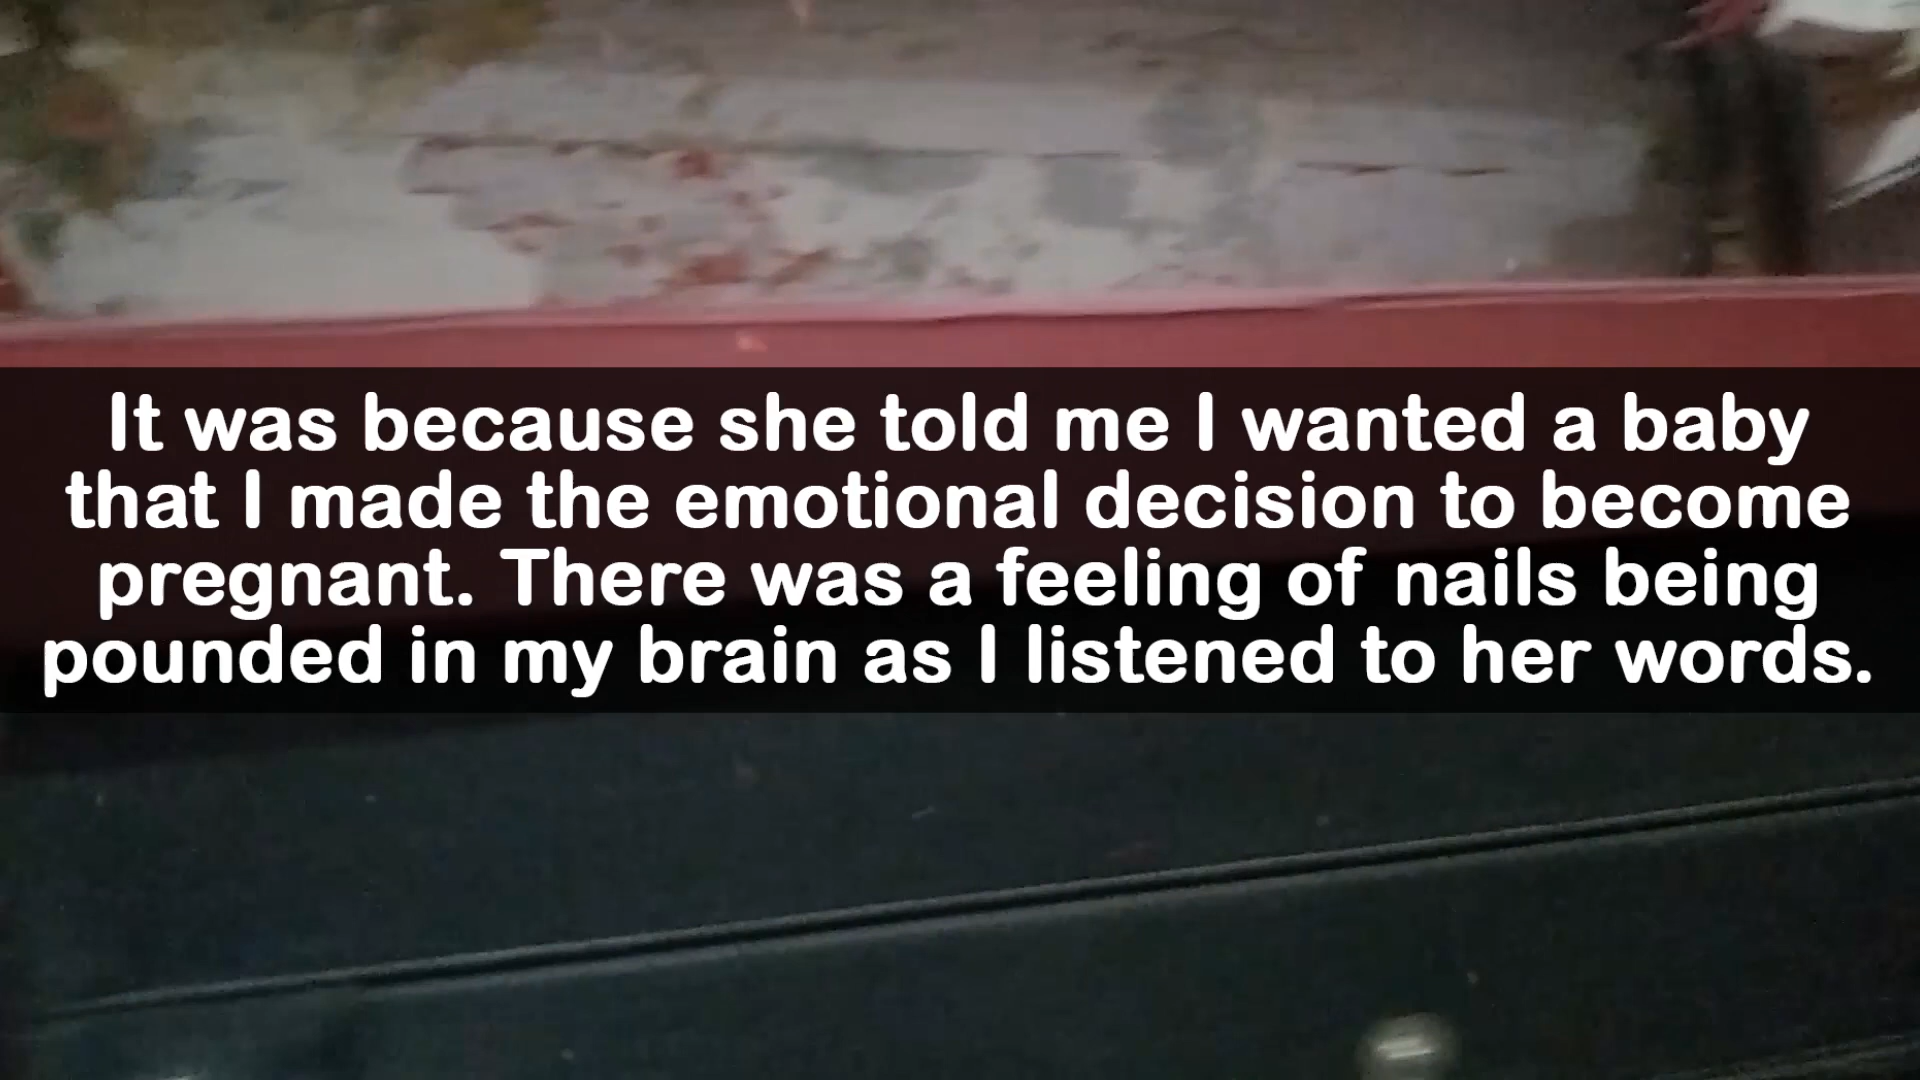 It was because she told me I wanted a baby
that I made the emotional decision to become
pregnant. There was a feeling of nails being
pounded in my brain as I listened to her words.